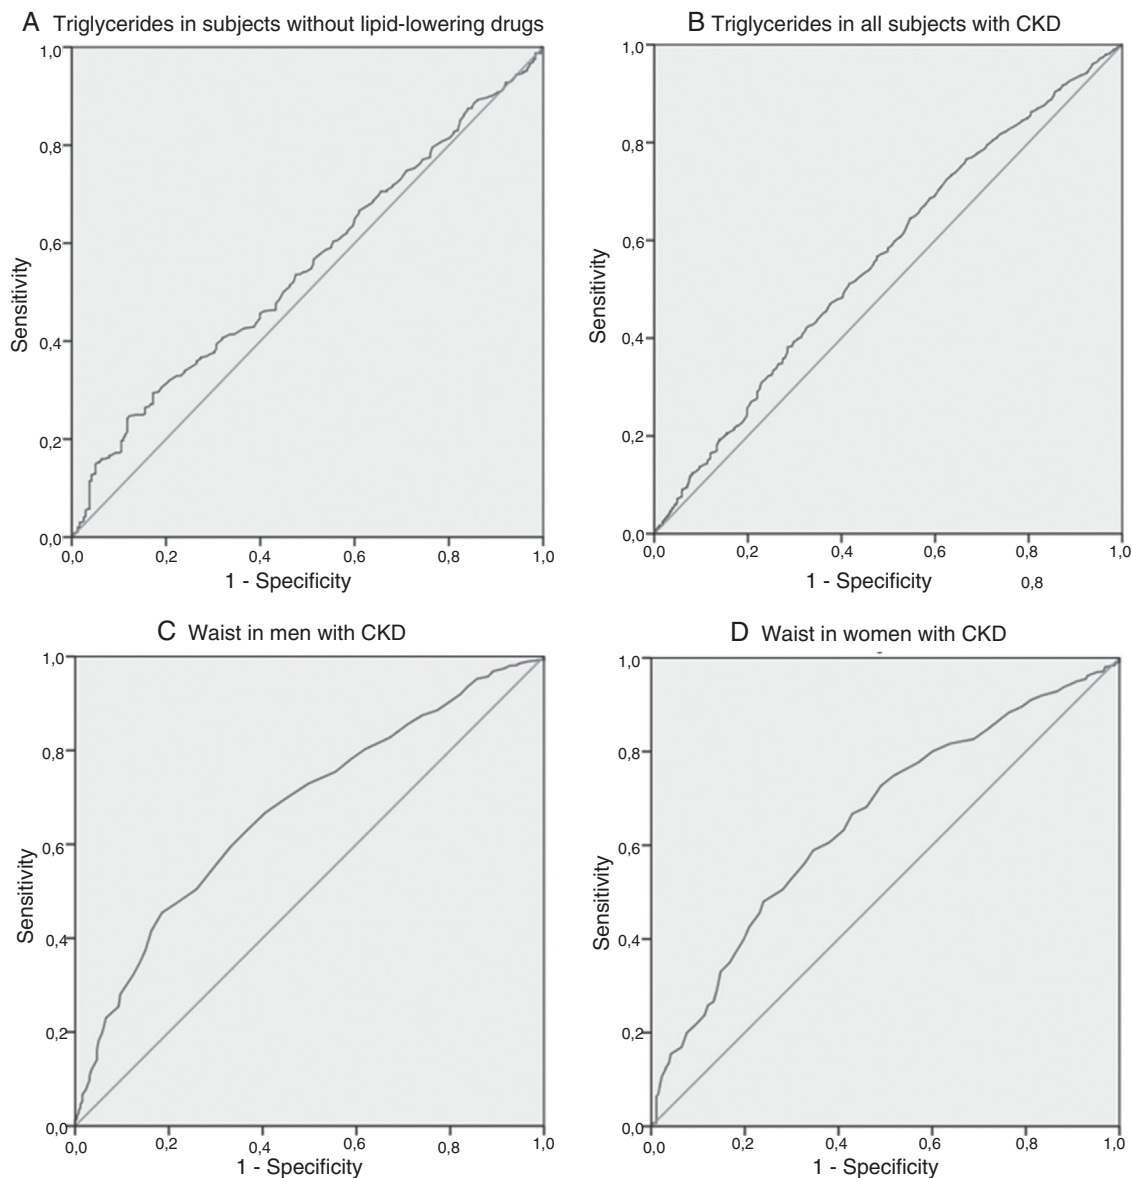 A Triglycerides in subjects without lipid-lowering drugs
1,0
0,8
0,6
0,4
0,2
0,0
Sensitivity
0,0 0,2 0,4 0,6 0,8 1,0
1 - Specificity
B Triglycerides in all subjects with CKD
1,0
0,8
0,6
0,4
0,2
0,0
Sensitivity
0,0 0,2 0,4 0,6 0,8 1,0
1 - Specificity 0,8
C Waist in men with CKD
1,0
0,8
0,6
0,4
0,2
0,0
Sensitivity
0,0 0,2 0,4 0,6 0,8 1,0
1 - Specificity
D Waist in women with CKD
1,0
0,8
0,6
0,4
0,2
0,0
Sensitivity
0,0 0,2 0,4 0,6 0,8 1,0
1 - Specificity